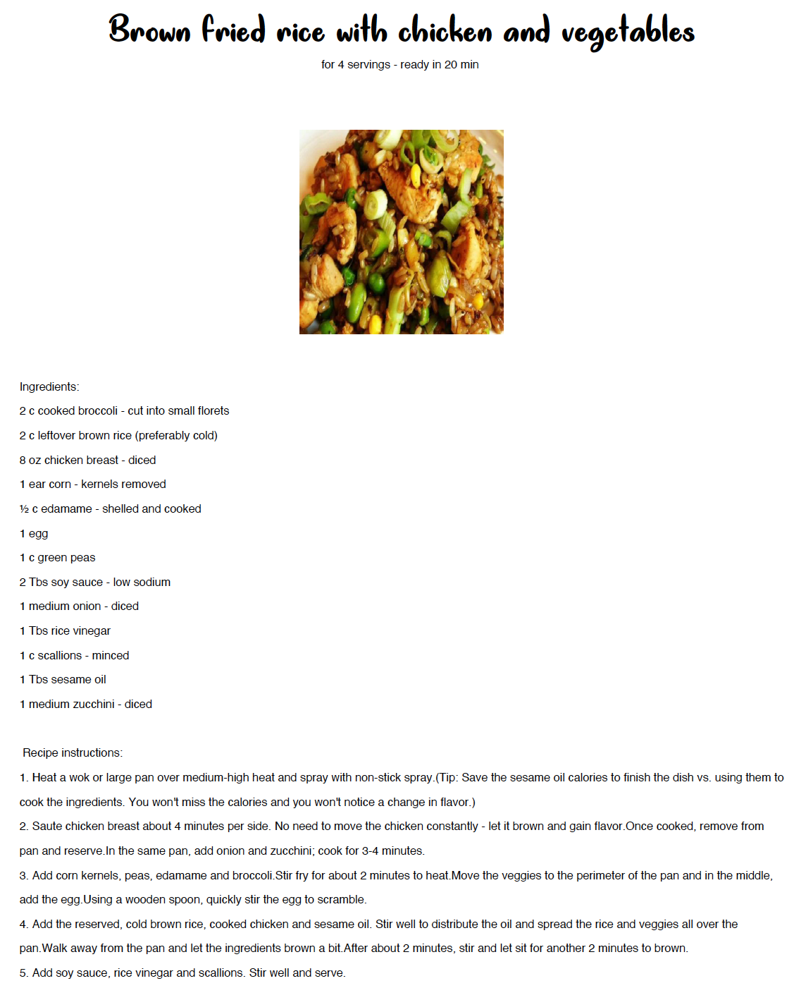 Brown fried rice with chicken and vegetables
for 4 servings - ready in 20 min
Ingredients:
2 c cooked broccoli - cut into small florets
2 c leftover brown rice (preferably cold)
8 oz chicken breast - diced
1 ear corn - kernels removed
½ c edamame - shelled and cooked
1 egg
1 c green peas
2 Tbs soy sauce - low sodium
1 medium onion - diced
1 Tbs rice vinegar
1 c scallions - minced
1 Tbs sesame oil
1 medium zucchini - diced
Recipe instructions:
1. Heat a wok or large pan over medium-high heat and spray with non-stick spray.(Tip: Save the sesame oil calories to finish the dish vs. using them to
cook the ingredients. You won't miss the calories and you won't notice a change in flavor.)
2. Saute chicken breast about 4 minutes per side. No need to move the chicken constantly - let it brown and gain flavor.Once cooked, remove from
pan and reserve.In the same pan, add onion and zucchini; cook for 3-4 minutes.
3. Add corn kernels, peas, edamame and broccoli.Stir fry for about 2 minutes to heat.Move the veggies to the perimeter of the pan and in the middle,
add the egg.Using a wooden spoon, quickly stir the egg to scramble.
4. Add the reserved, cold brown rice, cooked chicken and sesame oil. Stir well to distribute the oil and spread the rice and veggies all over the
pan.Walk away from the pan and let the ingredients brown a bit.After about 2 minutes, stir and let sit for another 2 minutes to brown.
5. Add soy sauce, rice vinegar and scallions. Stir well and serve.